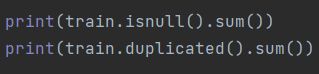 print(train.isnull().sum())
print(train.duplicated().sum())